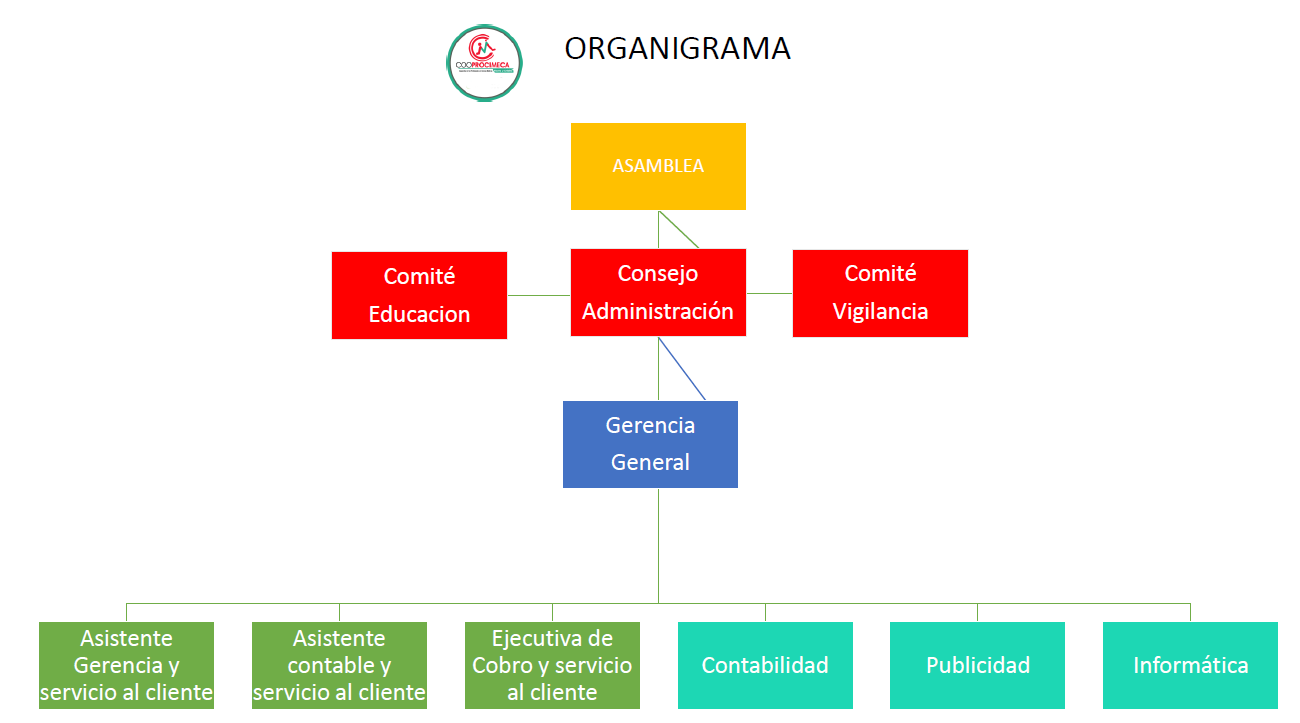 ORGANIGRAMA
COOPROCIMECA
ASAMBLEA
Comité
Educacion
Consejo
Administración
Comité
Vigilancia
Gerencia
General
Asistente
Gerencia y
servicio al cliente
Asistente
contable y
servicio al cliente
Ejecutiva de
Cobro y servicio
al cliente
Contabilidad
Publicidad
Informática